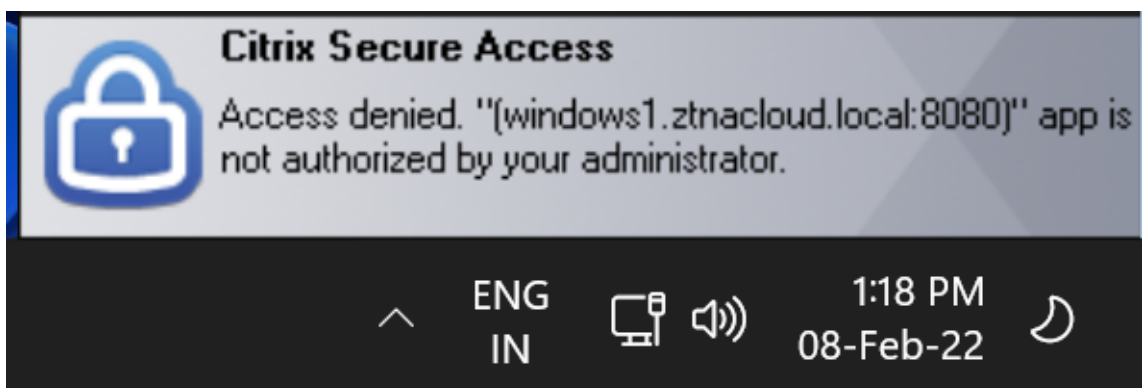 Citrix Secure Access
Access denied. "(windows1.ztnacloud.local:8080)" app is
not authorized by your administrator.
ENG
IN
1:18 PM
08-Feb-22